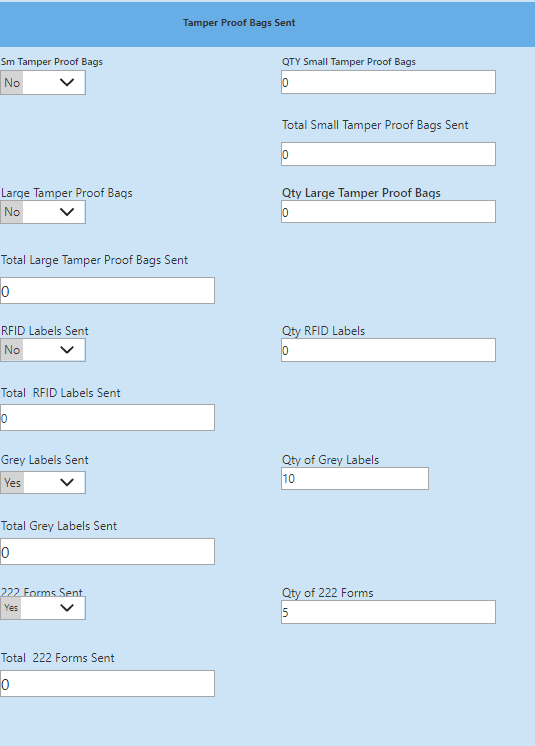 Tamper Proof Bags Sent
Sm Tamper Proof Bags
QTY Small Tamper Proof Bags
No
0
Total Small Tamper Proof Bags Sent
0
Large Tamper Proof Bags
Qty Large Tamper Proof Bags
No
0
Total Large Tamper Proof Bags Sent
0
RFID Labels Sent
Qty RFID Labels
No
0
Total RFID Labels Sent
0
Grey Labels Sent
Qty of Grey Labels
Yes
10
Total Grey Labels Sent
0
222 Forms Sent
Qty of 222 Forms
Yes
5
Total 222 Forms Sent
0